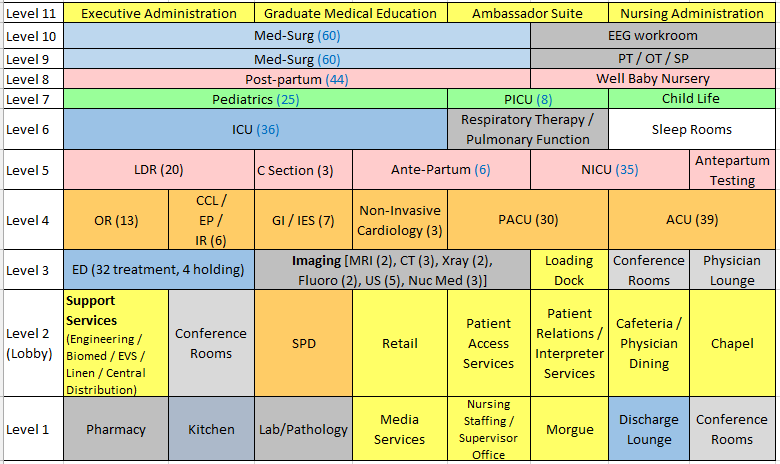 Level 11
Executive Administration
Graduate Medical Education
Ambassador Suite
Nursing Administration
Level 10
Med-Surg (60)
EEG workroom
Level 9
Med-Surg (60)
PT / OT / SP
Level 8
Post-partum (44)
Well Baby Nursery
Level 7
Pediatrics (25)
PICU (8)
Child Life
Level 6
ICU (36)
Respiratory Therapy /
Pulmonary Function
Sleep Rooms
Level 5
LDR (20)
C Section (3)
Ante-Partum (6)
NICU (35)
Antepartum
Testing
Level 4
OR (13)
CCL /
EP /
IR (6)
GI / IES (7)
Non-Invasive
Cardiology (3)
PACU (30)
ACU (39)
Level 3
ED (32 treatment, 4 holding)
Imaging [MRI (2), CT (3), Xray (2),
Fluoro (2), US (5), Nuc Med (3)]
Loading
Dock
Conference
Rooms
Physician
Lounge
Level 2
(Lobby)
Support
Services
(Engineering /
Biomed / EVS /
Linen / Central
Distribution)
Conference
Rooms
SPD
Retail
Patient
Access
Services
Patient
Relations /
Interpreter
Services
Cafeteria /
Physician
Dining
Chapel
Level 1
Pharmacy
Kitchen
Lab/Pathology
Media
Services
Nursing
Staffing /
Supervisor
Office
Morgue
Discharge
Lounge
Conference
Rooms